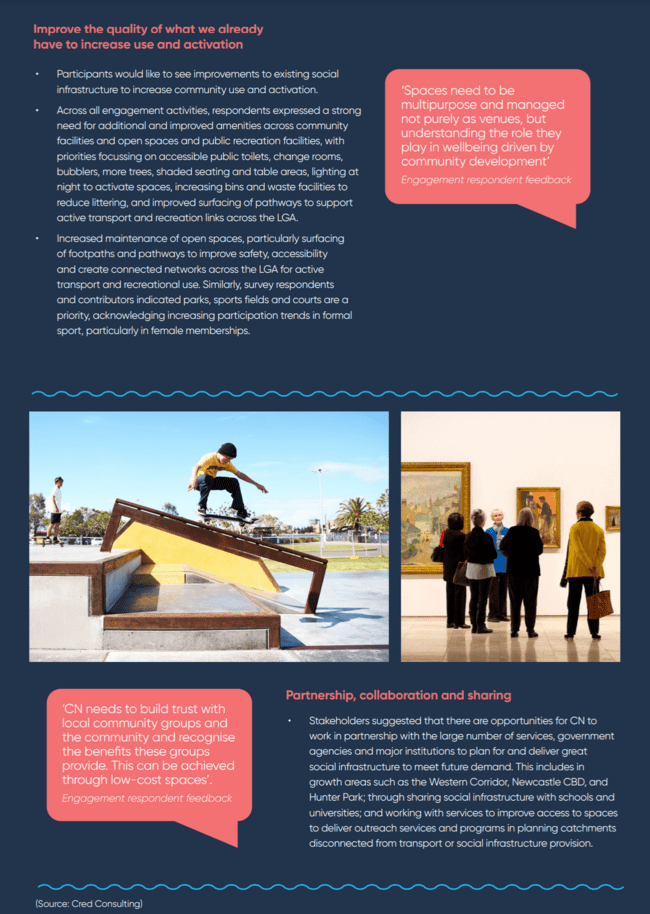 Improve the quality of what we already
have to increase use and activation
• Participants would like to see improvements to existing social
infrastructure to increase community use and activation.
• Across all engagement activities, respondents expressed a strong
need for additional and improved amenities across community
facilities and open spaces and public recreation facilities, with
priorities focussing on accessible public toilets, change rooms,
bubblers, more trees, shaded seating and table areas, lighting at
night to activate spaces, increasing bins and waste facilities to
reduce littering, and improved surfacing of pathways to support
active transport and recreation links across the LGA.
• Increased maintenance of open spaces, particularly surfacing
of footpaths and pathways to improve safety, accessibility
and create connected networks across the LGA for active
transport and recreational use. Similarly, survey respondents
and contributors indicated parks, sports fields and courts are a
priority, acknowledging increasing participation trends in formal
sport, particularly in female memberships.
‘Spaces need to be
multipurpose and managed
not purely as venues, but
understanding the role they
play in wellbeing driven by
community development’
Engagement respondent feedback
‘CN needs to build trust with
local community groups and
the community and recognise
the benefits these groups
provide. This can be achieved
through low-cost spaces’.
Engagement respondent feedback
Partnership, collaboration and sharing
• Stakeholders suggested that there are opportunities for CN to
work in partnership with the large number of services, government
agencies and major institutions to plan for and deliver great
social infrastructure to meet future demand. This includes in
growth areas such as the Western Corridor, Newcastle CBD, and
Hunter Park; through sharing social infrastructure with schools and
universities; and working with services to improve access to spaces
to deliver outreach services and programs in planning catchments
disconnected from transport or social infrastructure provision.
(Source: Cred Consulting)